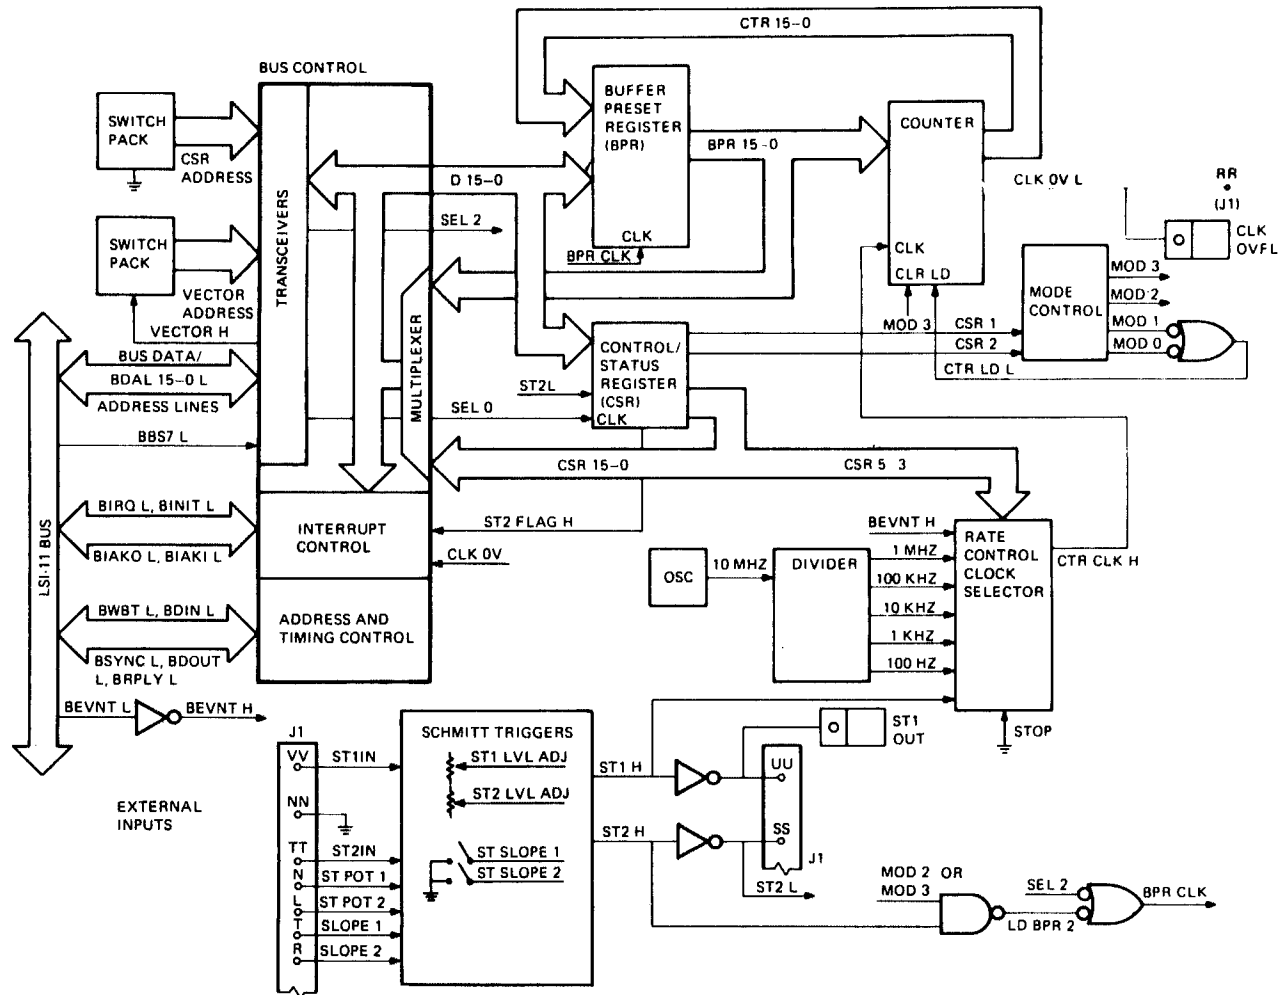 CTR 15-0
BUS CONTROL
SWITCH
PACK
CSR
ADDRESS
BUFFER
PRESET
REGISTER
(BPR)
CLK
BPR CLK
BPR 15-0
COUNTER
CLK
CLR LD
MOD 3
CLK 0V L
RR
(J1)
CLK
OVFL
TRANSCEIVERS
D 15-0
SEL 2
SWITCH
PACK
VECTOR
ADDRESS
VECTOR H
MULTIPLEXER
MODE
CONTROL
MOD 3
MOD 2
MOD 1
MOD 0
CTR LD L
CSR 1
CSR 2
CONTROL/
STATUS
REGISTER
(CSR)
CLK
ST2L
SEL 0
BUS DATA/
BDAL 15-0 L
ADDRESS LINES
BBS7 L
CSR 15-0
CSR 5 3
LSI-11 BUS
BIRQ L, BINIT L
BIAKO L, BIAKI L
INTERRUPT
CONTROL
ST2 FLAG H
CLK 0V
BEVNT H
RATE
CONTROL
CLOCK
SELECTOR
CTR CLK H
OSC
10 MHZ
DIVIDER
1 MHZ
100 KHZ
10 KHZ
1 KHZ
100 HZ
STOP
BWBT L, BDIN L
BSYNC L, BDOUT
L, BRPLY L
ADDRESS AND
TIMING CONTROL
BEVNT L
BEVNT H
EXTERNAL
INPUTS
J1
VV
ST1IN
NN
TT
ST2IN
N
ST POT 1
L
ST POT 2
T
SLOPE 1
R
SLOPE 2
SCHMITT TRIGGERS
ST1 LVL ADJ
ST2 LVL ADJ
ST SLOPE 1
ST SLOPE 2
ST1 H
ST2 H
ST1
OUT
UU
SS
J1
ST2 L
MOD 2 OR
MOD 3
LD BPR 2
SEL 2
BPR CLK